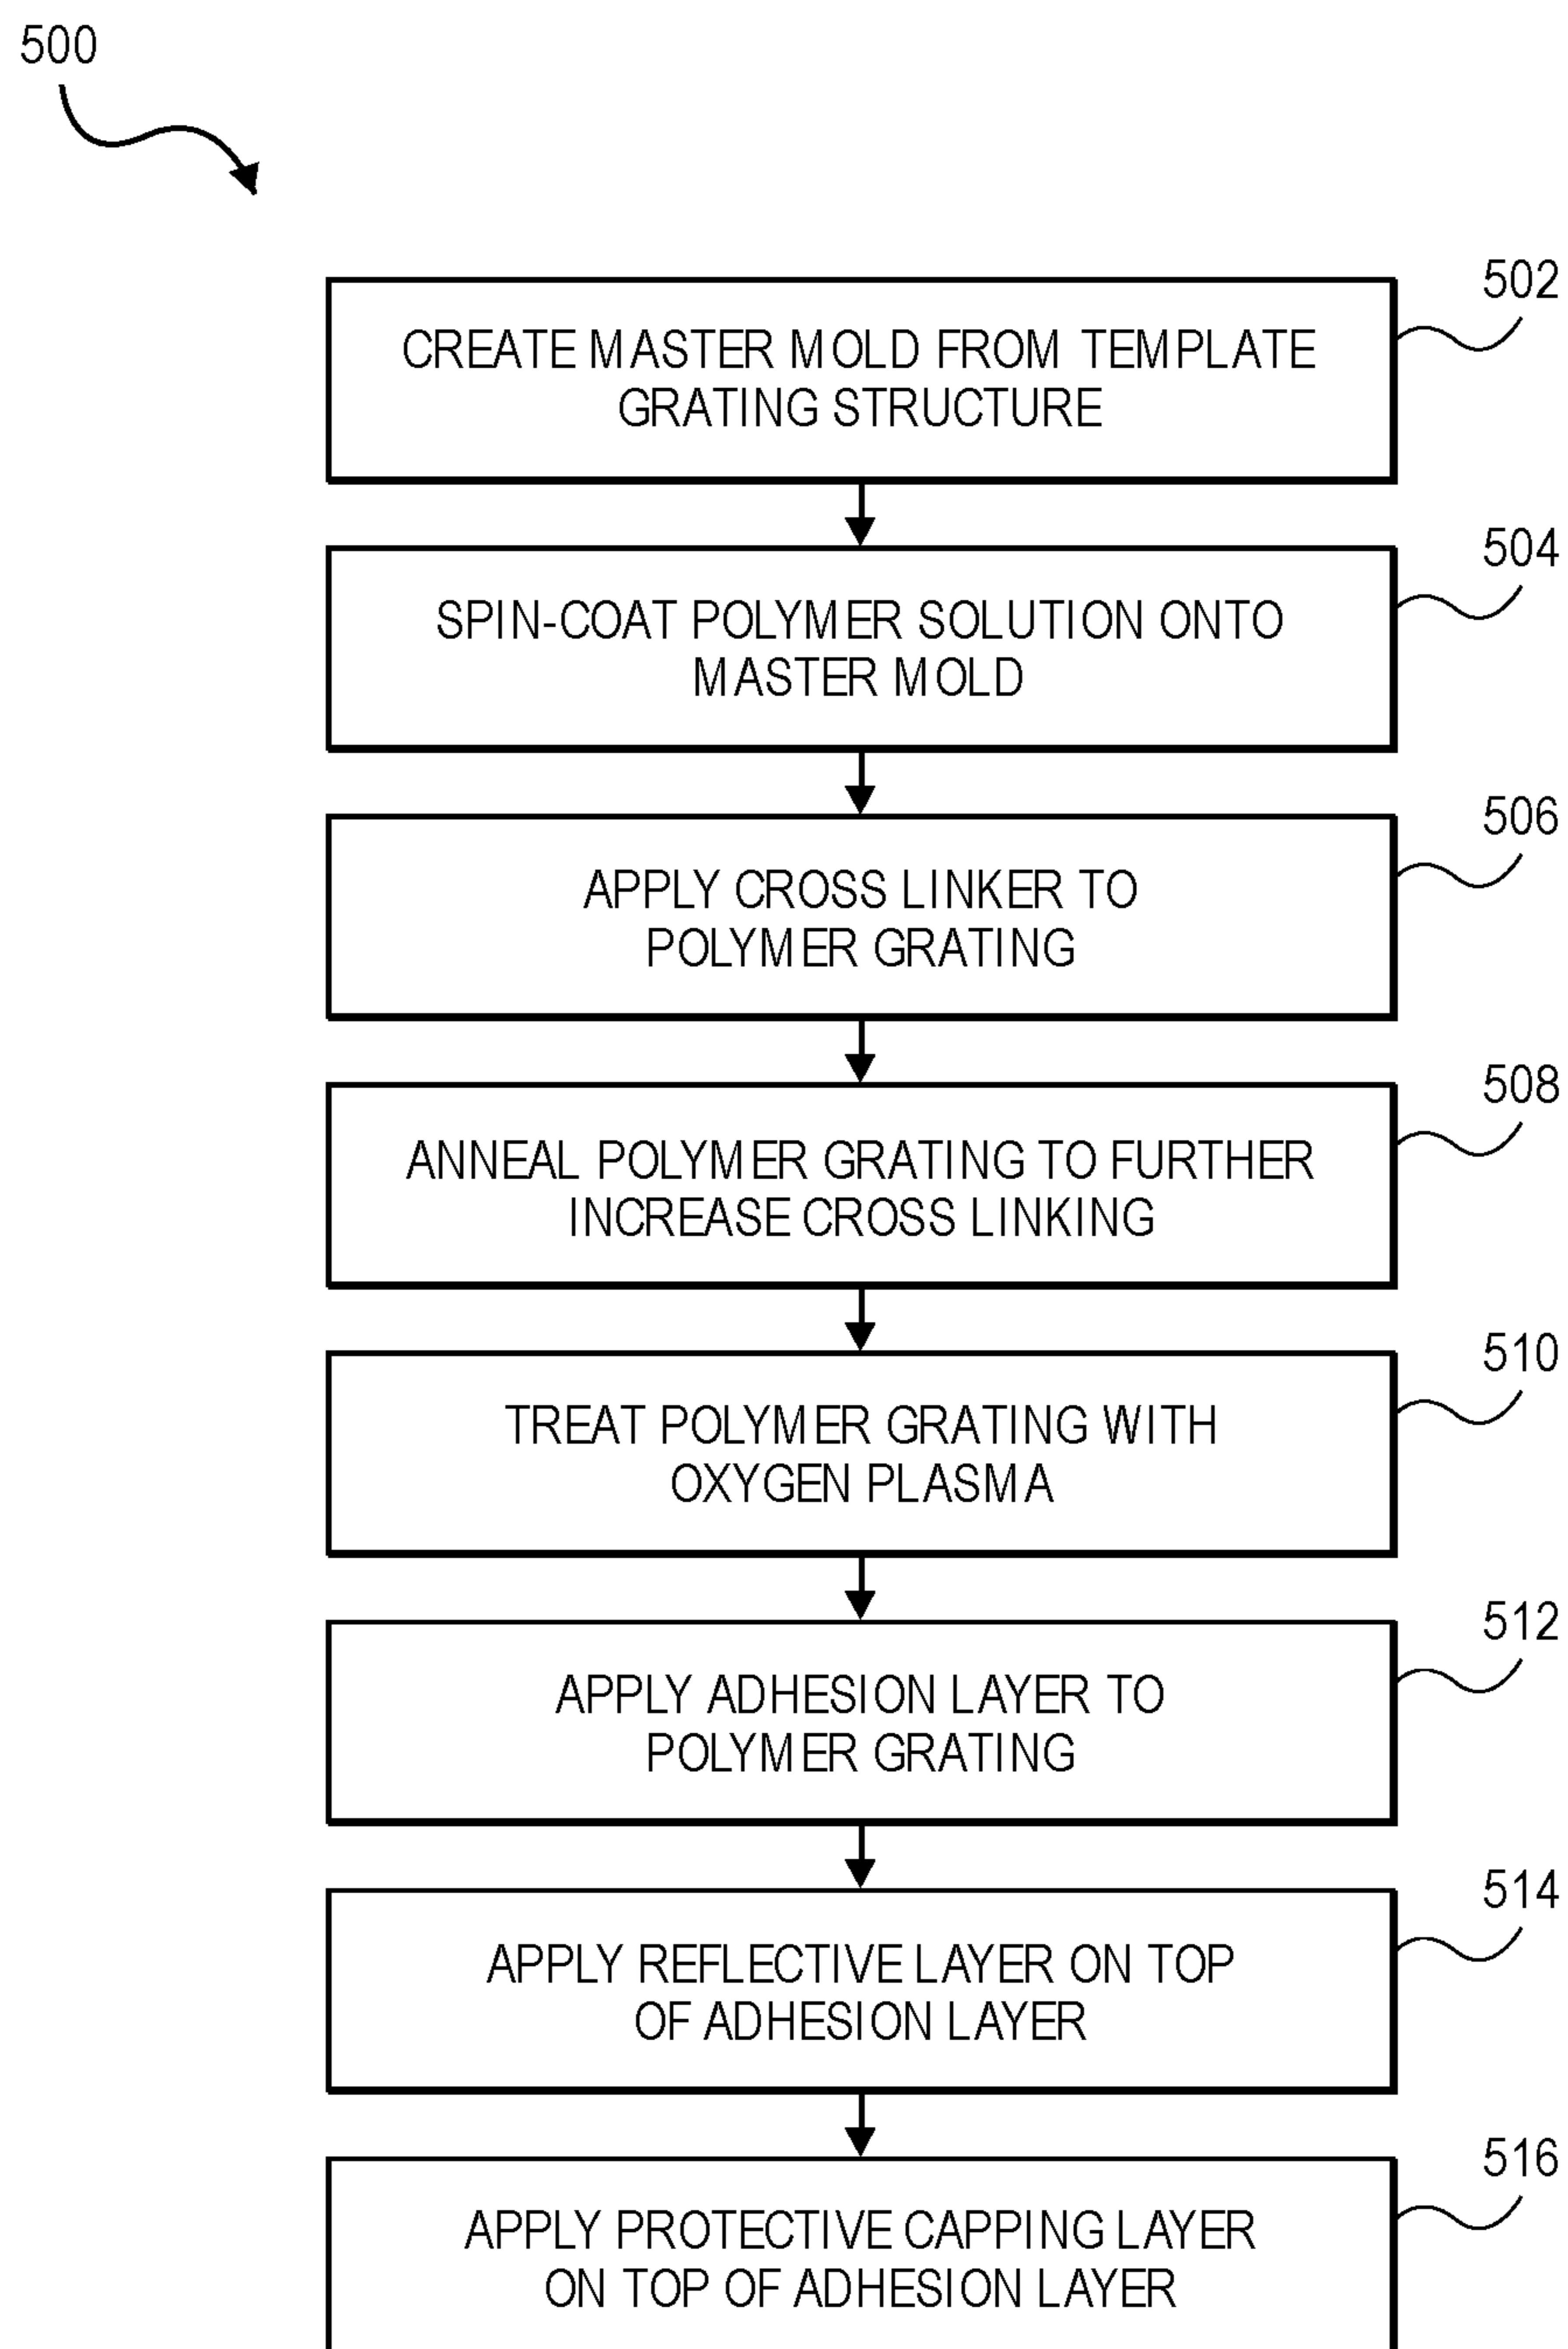 500
502
CREATE MASTER MOLD FROM TEMPLATE
GRATING STRUCTURE
504
SPIN-COAT POLYMER SOLUTION ONTO
MASTER MOLD
506
APPLY CROSS LINKER TO
POLYMER GRATING
508
ANNEAL POLYMER GRATING TO FURTHER
INCREASE CROSS LINKING
510
TREAT POLYMER GRATING WITH
OXYGEN PLASMA
512
APPLY ADHESION LAYER TO
POLYMER GRATING
514
APPLY REFLECTIVE LAYER ON TOP
OF ADHESION LAYER
516
APPLY PROTECTIVE CAPPING LAYER
ON TOP OF ADHESION LAYER